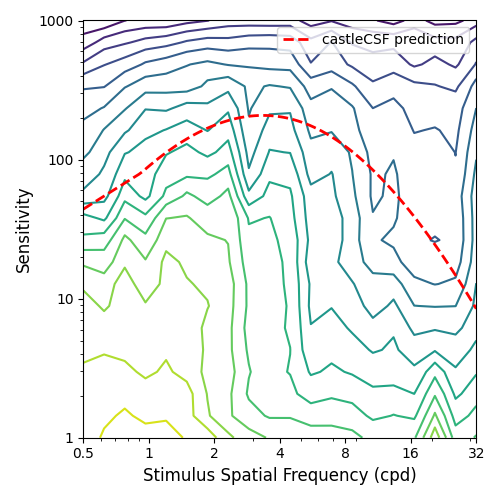 1000
castleCSF prediction
100
10
1
Sensitivity
0.5 1 2 4 8 16 32
Stimulus Spatial Frequency (cpd)